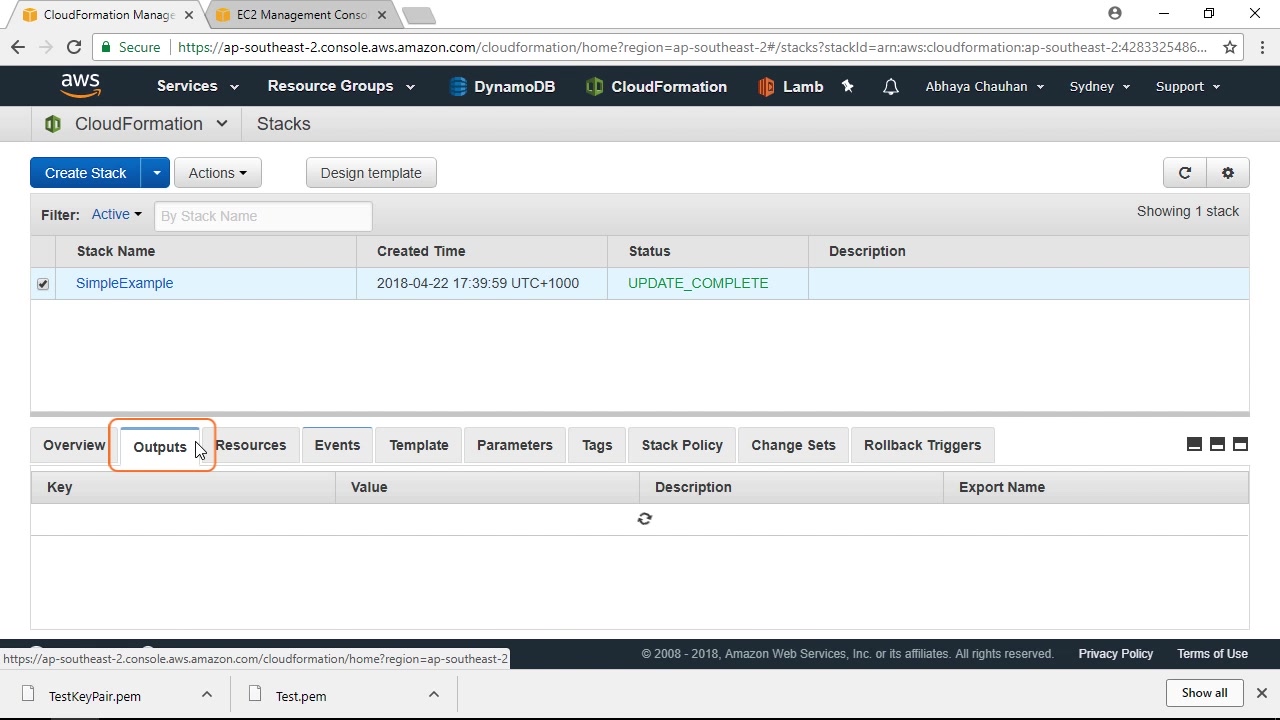 CloudFormation Manage
EC2 Management Conso
Secure
https://ap-southeast-2.console.aws.amazon.com/cloudformation/home?region=ap-southeast-2#/stacks?stackId=arn:aws:cloudformation:ap-southeast-2:4283325486...
aws
Services
Resource Groups
DynamoDB
CloudFormation
Lamb
Abhaya Chauhan
Sydney
Support
CloudFormation
Stacks
Create Stack
Actions
Design template
Filter: Active
By Stack Name
Showing 1 stack
Stack Name
Created Time
Status
Description
SimpleExample
2018-04-22 17:39:59 UTC+1000
UPDATE_COMPLETE
Overview
Outputs
Resources
Events
Template
Parameters
Tags
Stack Policy
Change Sets
Rollback Triggers
Key
Value
Description
Export Name
https://ap-southeast-2.console.aws.amazon.com/cloudformation/home?region=ap-southeast-2
© 2008 - 2018, Amazon Web Services, Inc. or its affiliates. All rights reserved.
Privacy Policy
Terms of Use
TestKeyPair.pem
Test.pem
Show all